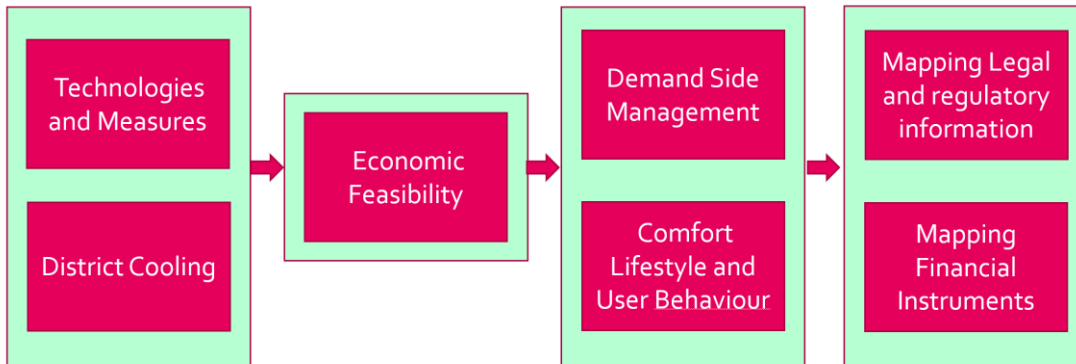 Technologies
and Measures
District Cooling
Economic
Feasibility
Demand Side
Management
Comfort
Lifestyle and
User Behaviour
Mapping Legal
and regulatory
information
Mapping
Financial
Instruments